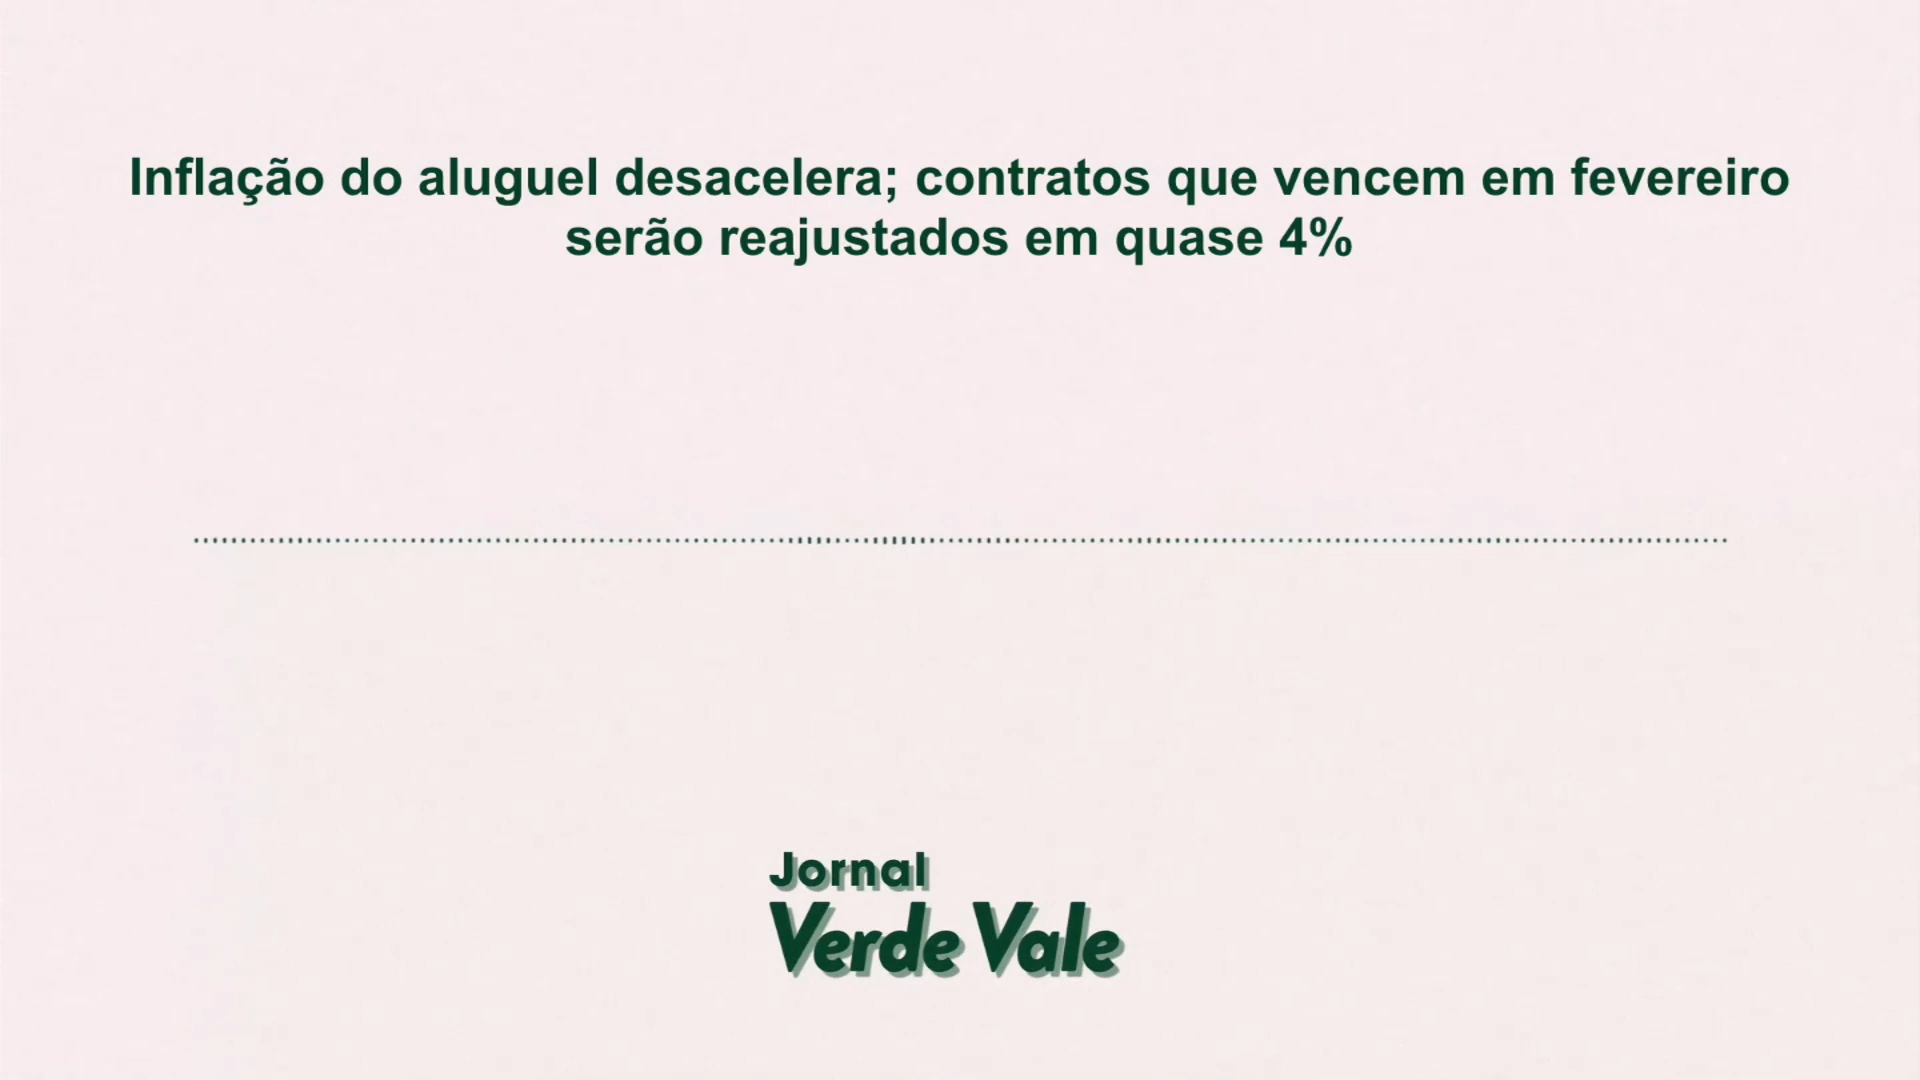 Inflação do aluguel desacelera; contratos que vencem em fevereiro
serão reajustados em quase 4%
Jornal
Verde Vale